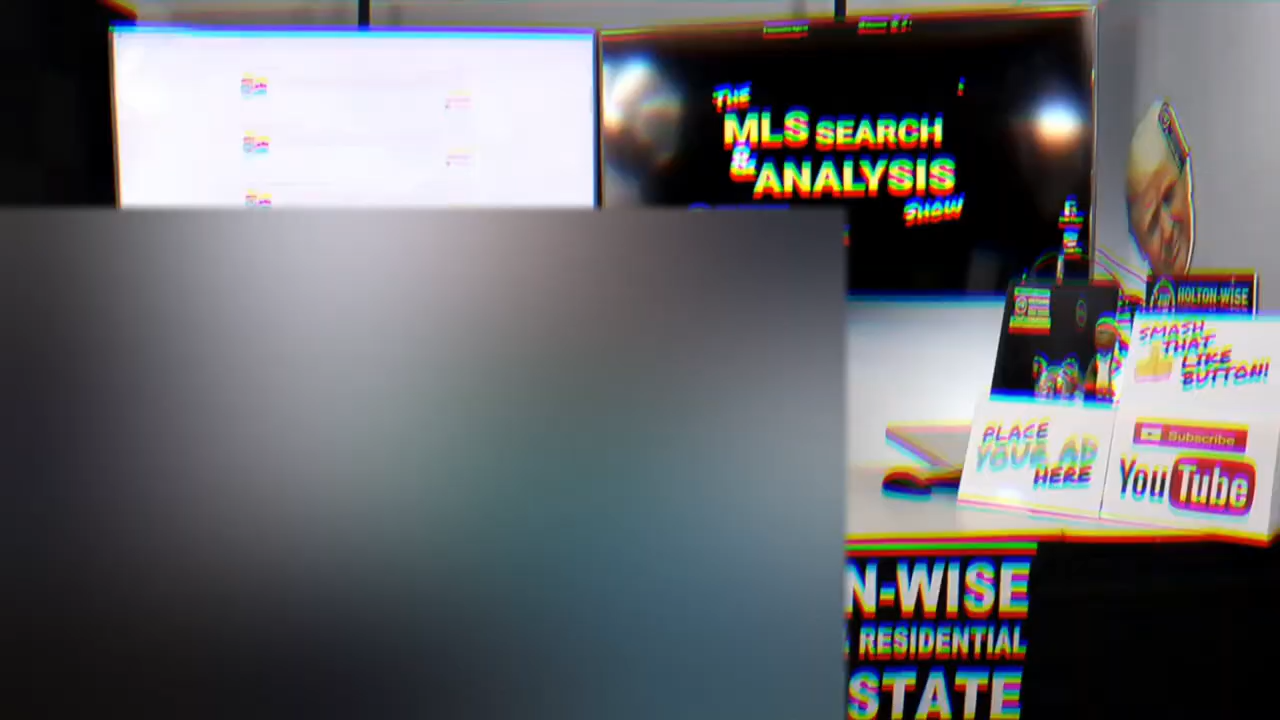 THE
MLS SEARCH
& ANALYSIS
SHOW
HOLTON-WISE
SMASH
THAT
LIKE
BUTTON!
PLACE
YOUR AD
HERE
Subscribe
YouTube
N-WISE
RESIDENTIAL
STATE